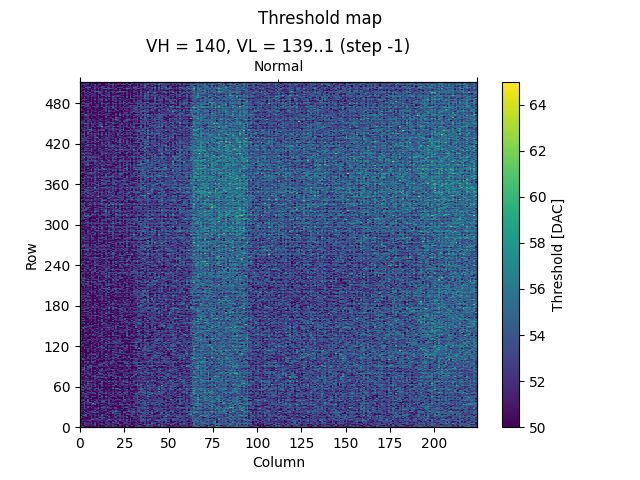 Threshold map
VH = 140, VL = 139..1 (step -1)
Normal
480
420
360
300
240
180
120
60
0
Row
0 25 50 75 100 125 150 175 200
Column
64
62
60
58
56
54
52
50
Threshold [DAC]